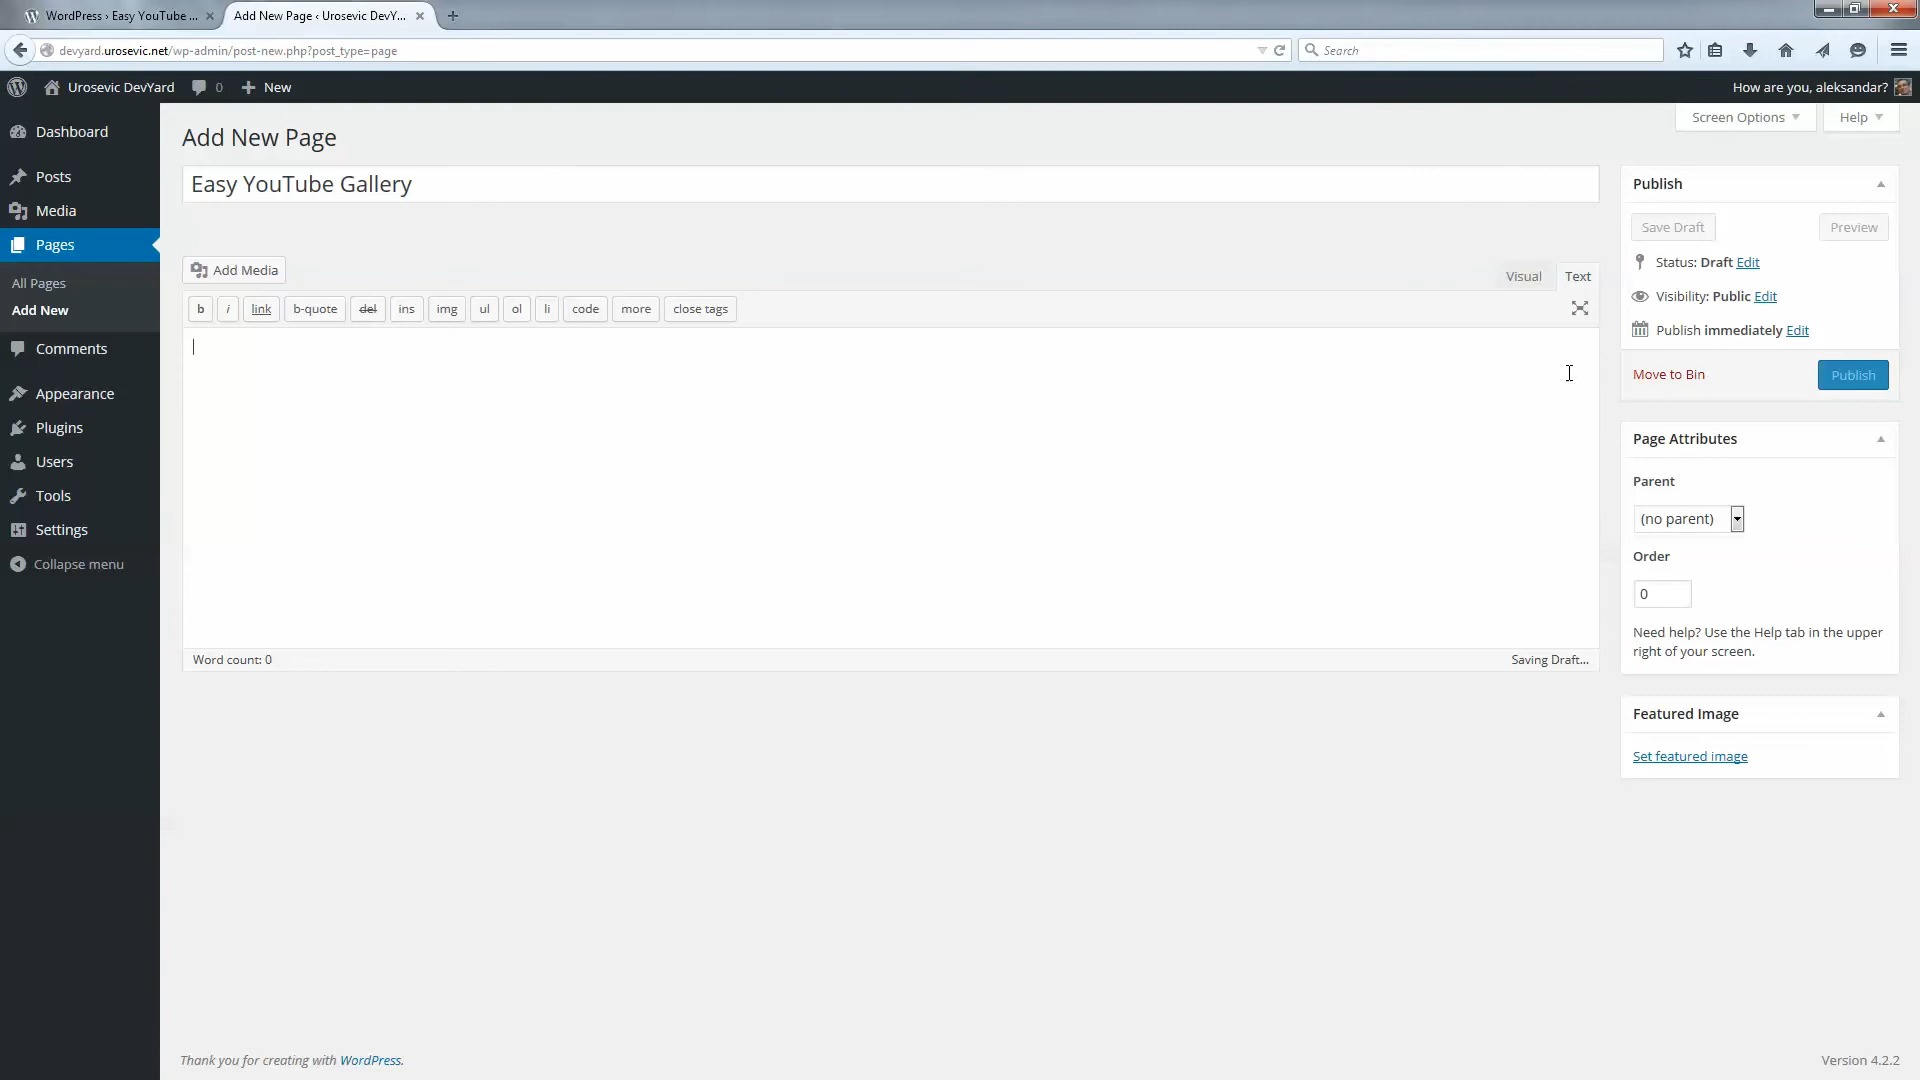 WordPress › Easy YouTube ...
Add New Page ‹ Urosevic DevY...
devyard.urosevic.net/wp-admin/post-new.php?post_type=page
Search
Urosevic DevYard
0
New
How are you, aleksandar?
Screen Options
Help
Dashboard
Posts
Media
Pages
All Pages
Add New
Comments
Appearance
Plugins
Users
Tools
Settings
Collapse menu
Add New Page
Easy YouTube Gallery
Add Media
Visual
Text
b
i
link
b-quote
del
ins
img
ul
ol
li
code
more
close tags
Word count: 0
Saving Draft...
Publish
Save Draft
Preview
Status: Draft Edit
Visibility: Public Edit
Publish immediately Edit
Move to Bin
Publish
Page Attributes
Parent
(no parent)
Order
0
Need help? Use the Help tab in the upper
right of your screen.
Featured Image
Set featured image
Thank you for creating with WordPress.
Version 4.2.2